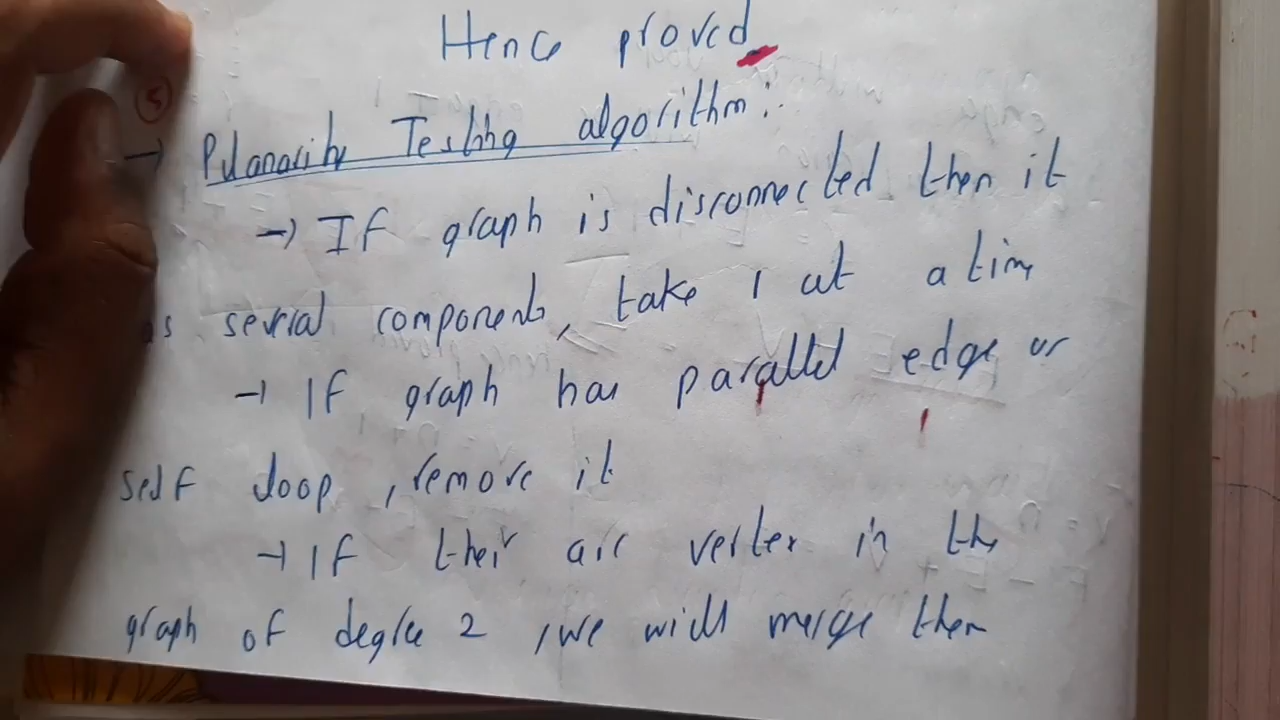 Hence proved
5
→ Planarity Testing algorithm:
→ If graph is disconnected then it
as several components, take 1 at a time
→ If graph has parallel edge or
self loop, remove it
→ If their are vertex in the
graph of degree 2, we will merge them